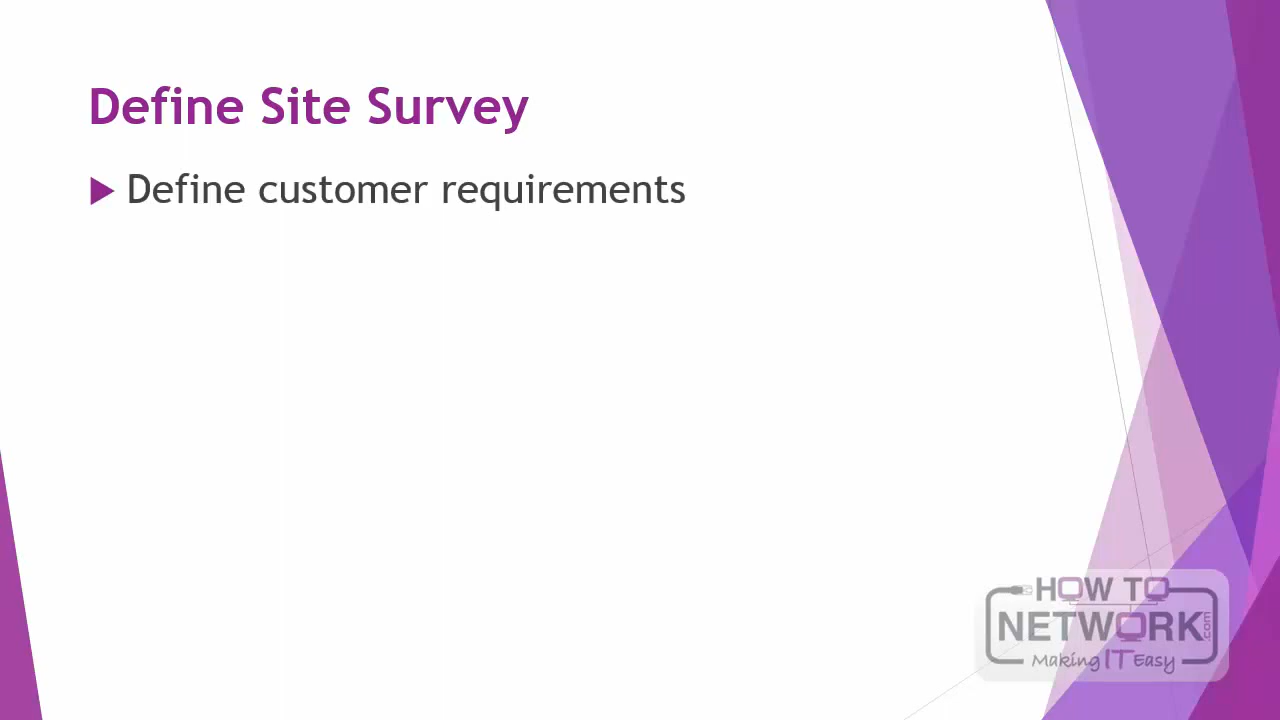 Define Site Survey
Define customer requirements
HOW TO
NETWORK.com
Making IT Easy